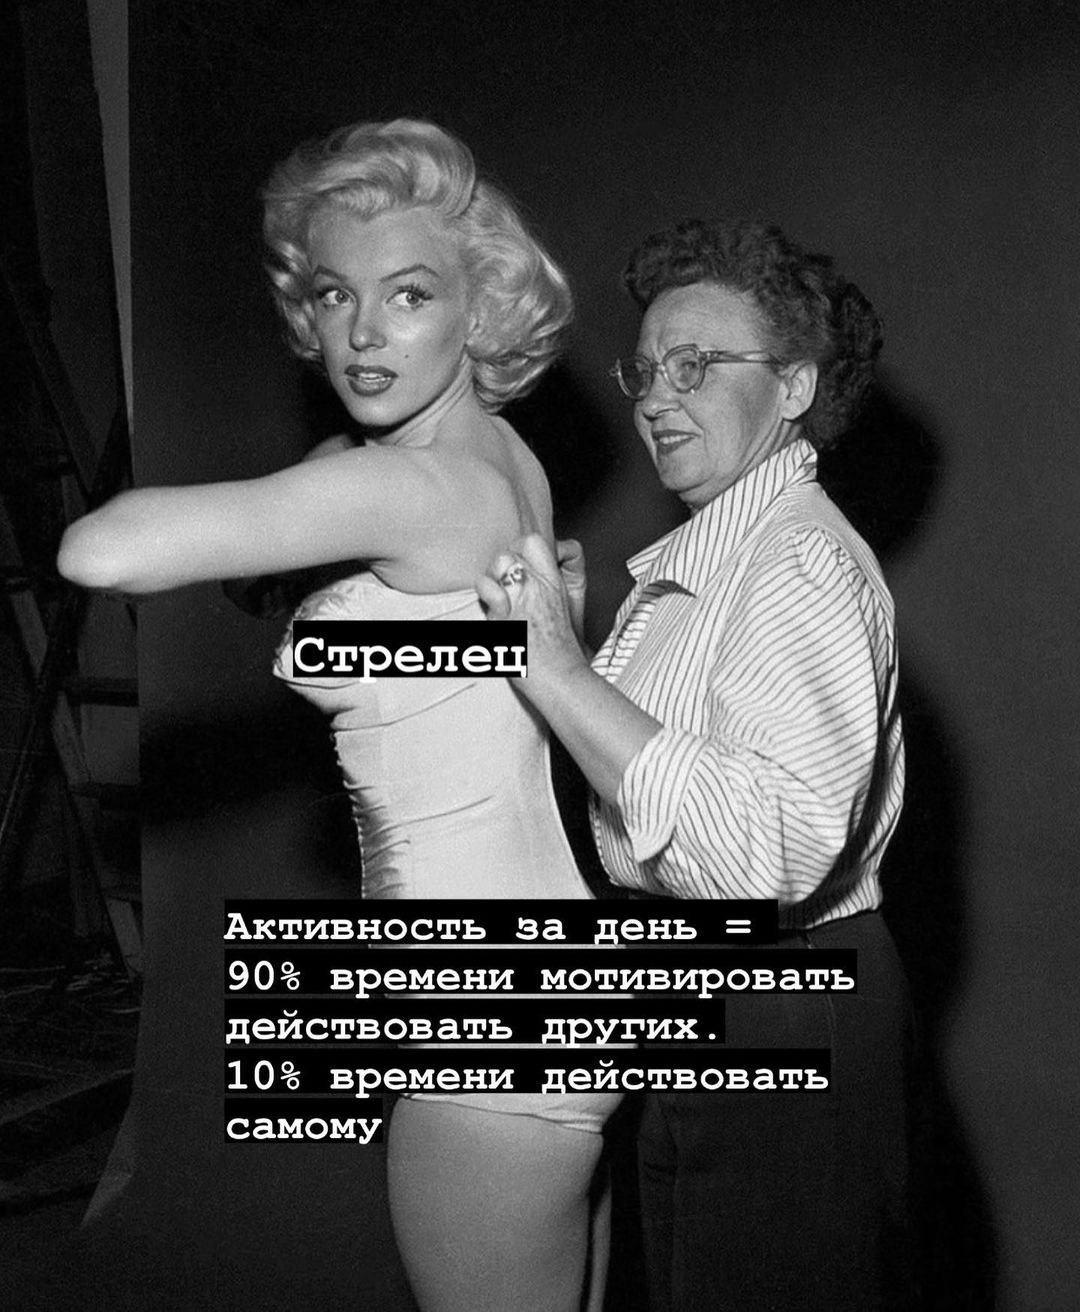 Стрелец
Активность за день =
90% времени мотивировать
действовать других.
10% времени действовать
самому